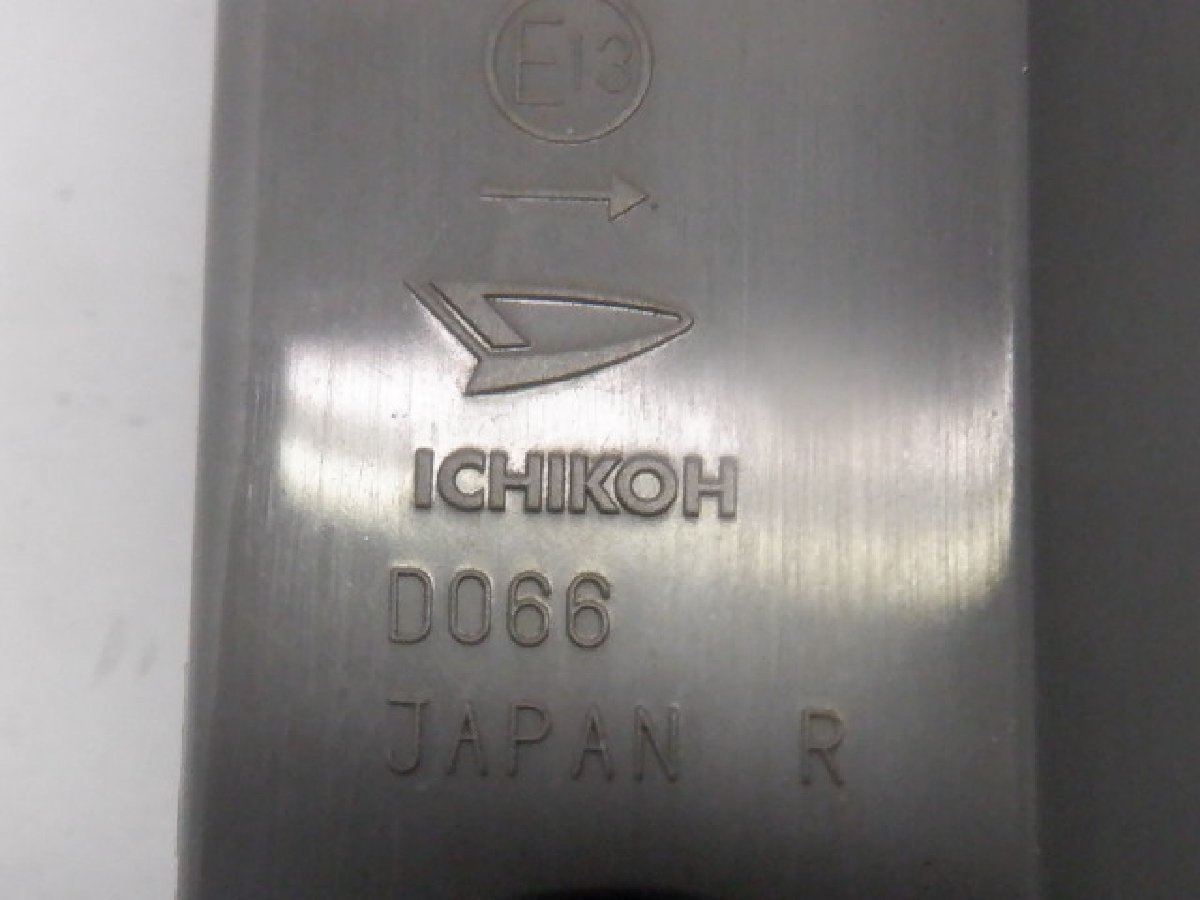 E13
ICHIKOH
D066
JAPAN R